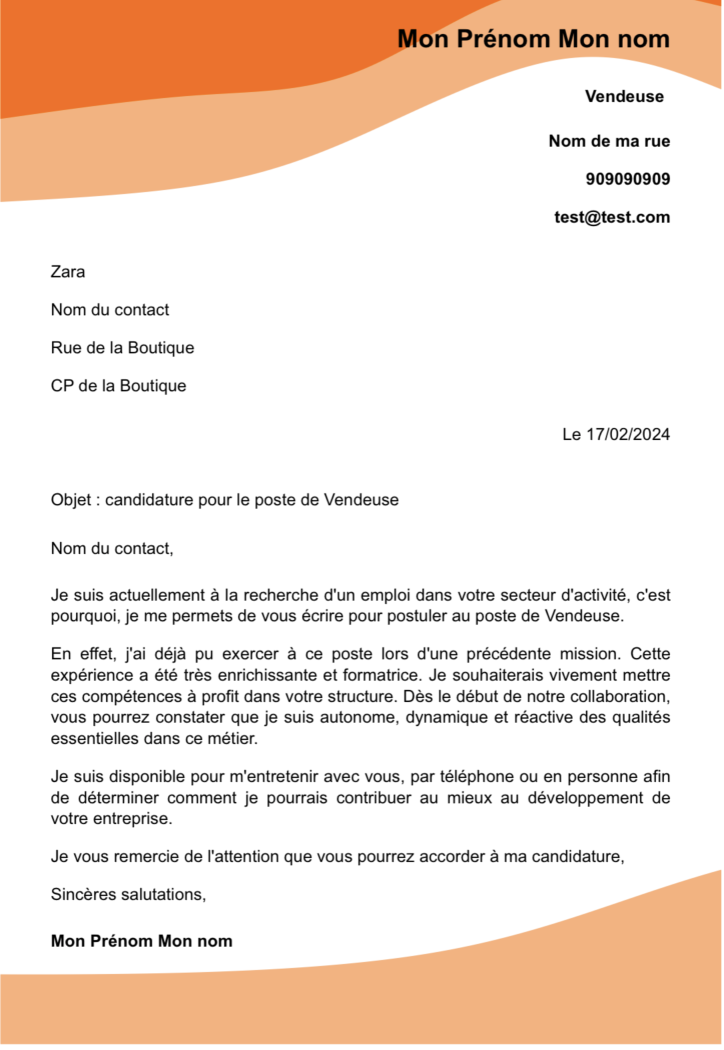 Mon Prénom Mon nom
Vendeuse
Nom de ma rue
909090909
test@test.com
Zara
Nom du contact
Rue de la Boutique
CP de la Boutique
Le 17/02/2024
Objet : candidature pour le poste de Vendeuse
Nom du contact,
Je suis actuellement à la recherche d'un emploi dans votre secteur d'activité, c'est
pourquoi, je me permets de vous écrire pour postuler au poste de Vendeuse.
En effet, j'ai déjà pu exercer à ce poste lors d'une précédente mission. Cette
expérience a été très enrichissante et formatrice. Je souhaiterais vivement mettre
ces compétences à profit dans votre structure. Dès le début de notre collaboration,
vous pourrez constater que je suis autonome, dynamique et réactive des qualités
essentielles dans ce métier.
Je suis disponible pour m'entretenir avec vous, par téléphone ou en personne afin
de déterminer comment je pourrais contribuer au mieux au développement de
votre entreprise.
Je vous remercie de l'attention que vous pourrez accorder à ma candidature,
Sincères salutations,
Mon Prénom Mon nom